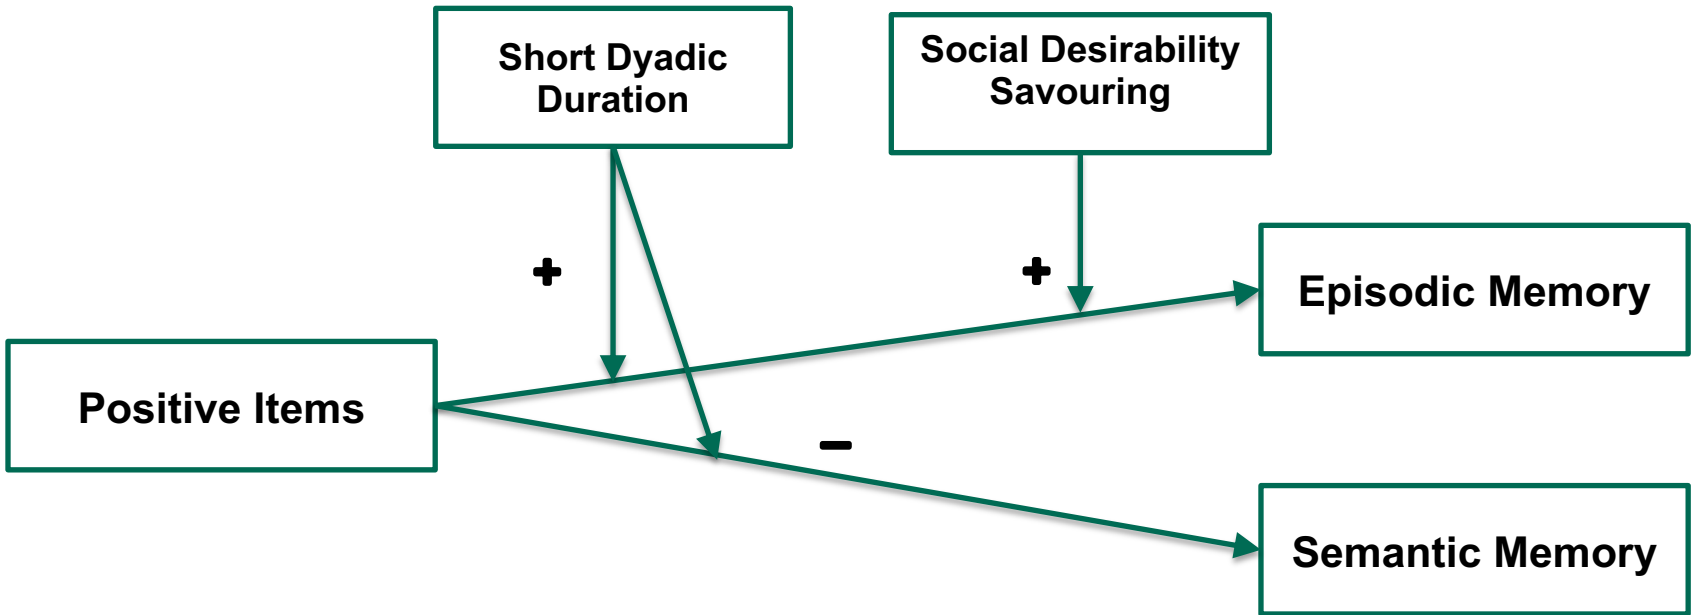 Short Dyadic
Duration
Social Desirability
Savouring
+
+
Episodic Memory
Positive Items
–
Semantic Memory